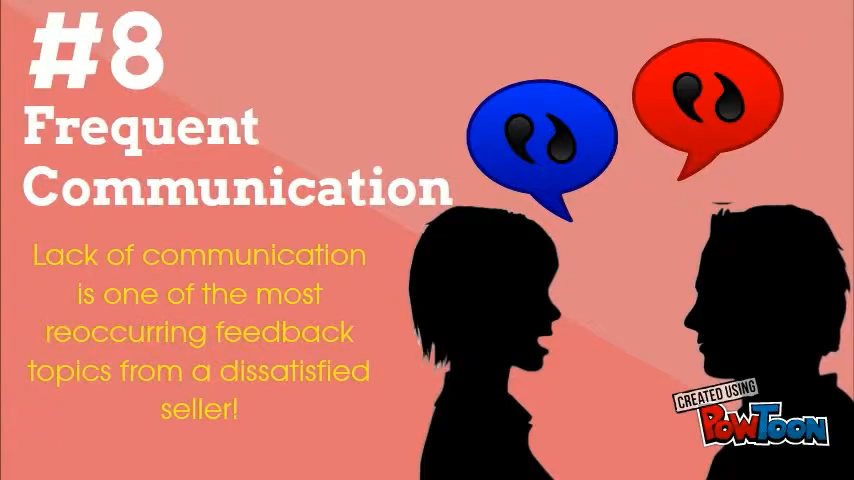 #8
Frequent
Communication
Lack of communication
is one of the most
reoccurring feedback
topics from a dissatisfied
seller!
CREATED USING
POWTOON